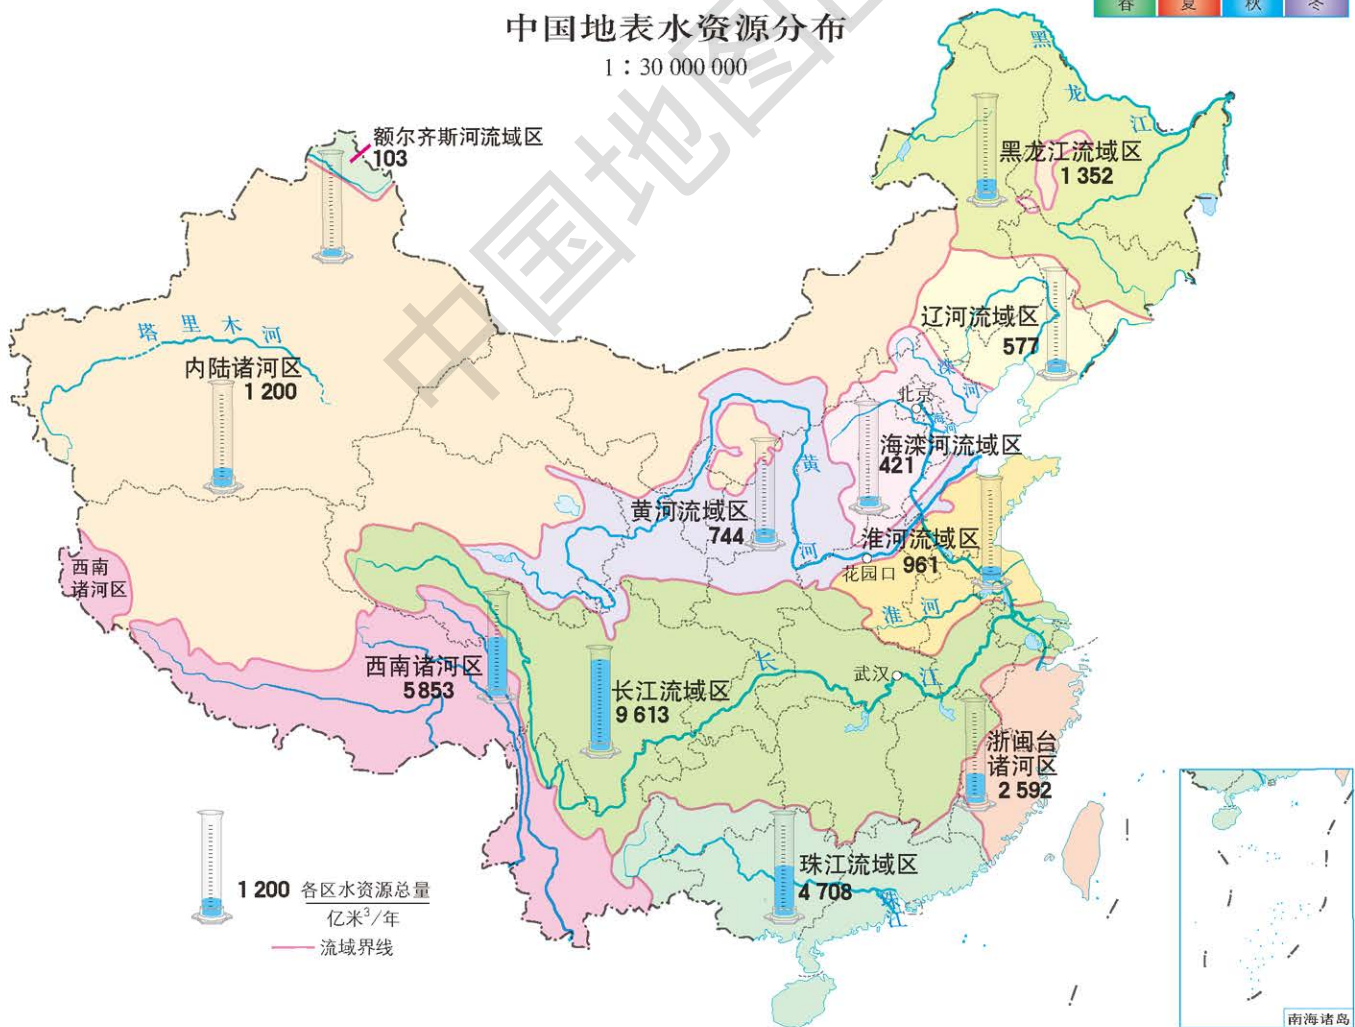 春 夏 秋 冬
中国地表水资源分布
1：30 000 000
中国地图
黑
龙
江
额尔齐斯河流域区
103
黑龙江流域区
1 352
塔里木河
内陆诸河区
1 200
辽河流域区
577
滦
河
北京
海河
海滦河流域区
421
黄
河
黄河流域区
744
淮河流域区
961
花园口
淮河
西南
诸河区
西南诸河区
5853
长
江
武汉
长江流域区
9 613
浙闽台
诸河区
2 592
珠江流域区
4 708
珠
江
1 200 各区水资源总量
亿米³/年
流域界线
南海诸岛